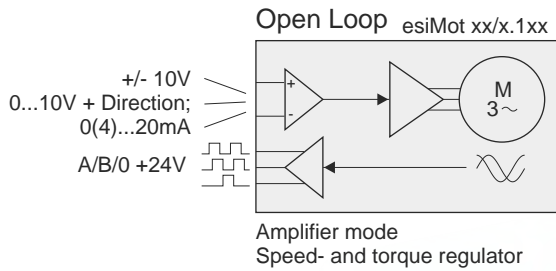 Open Loop esiMot xx/x.1xx
+/- 10V
0...10V + Direction;
0(4)...20mA
+
-
M
3~
A/B/0 +24V
Amplifier mode
Speed- and torque regulator